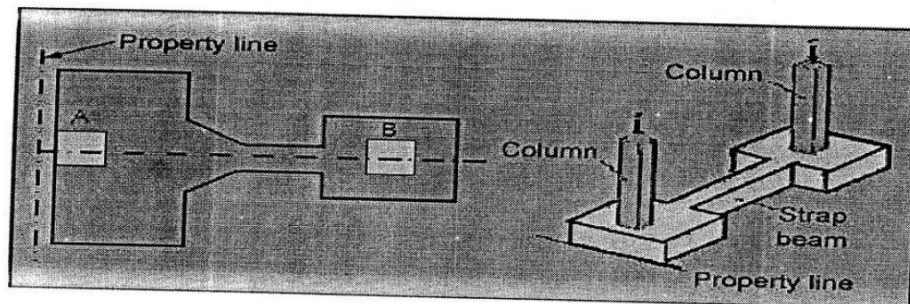 Property line
A
B
Column
Column
Strap
beam
Property line